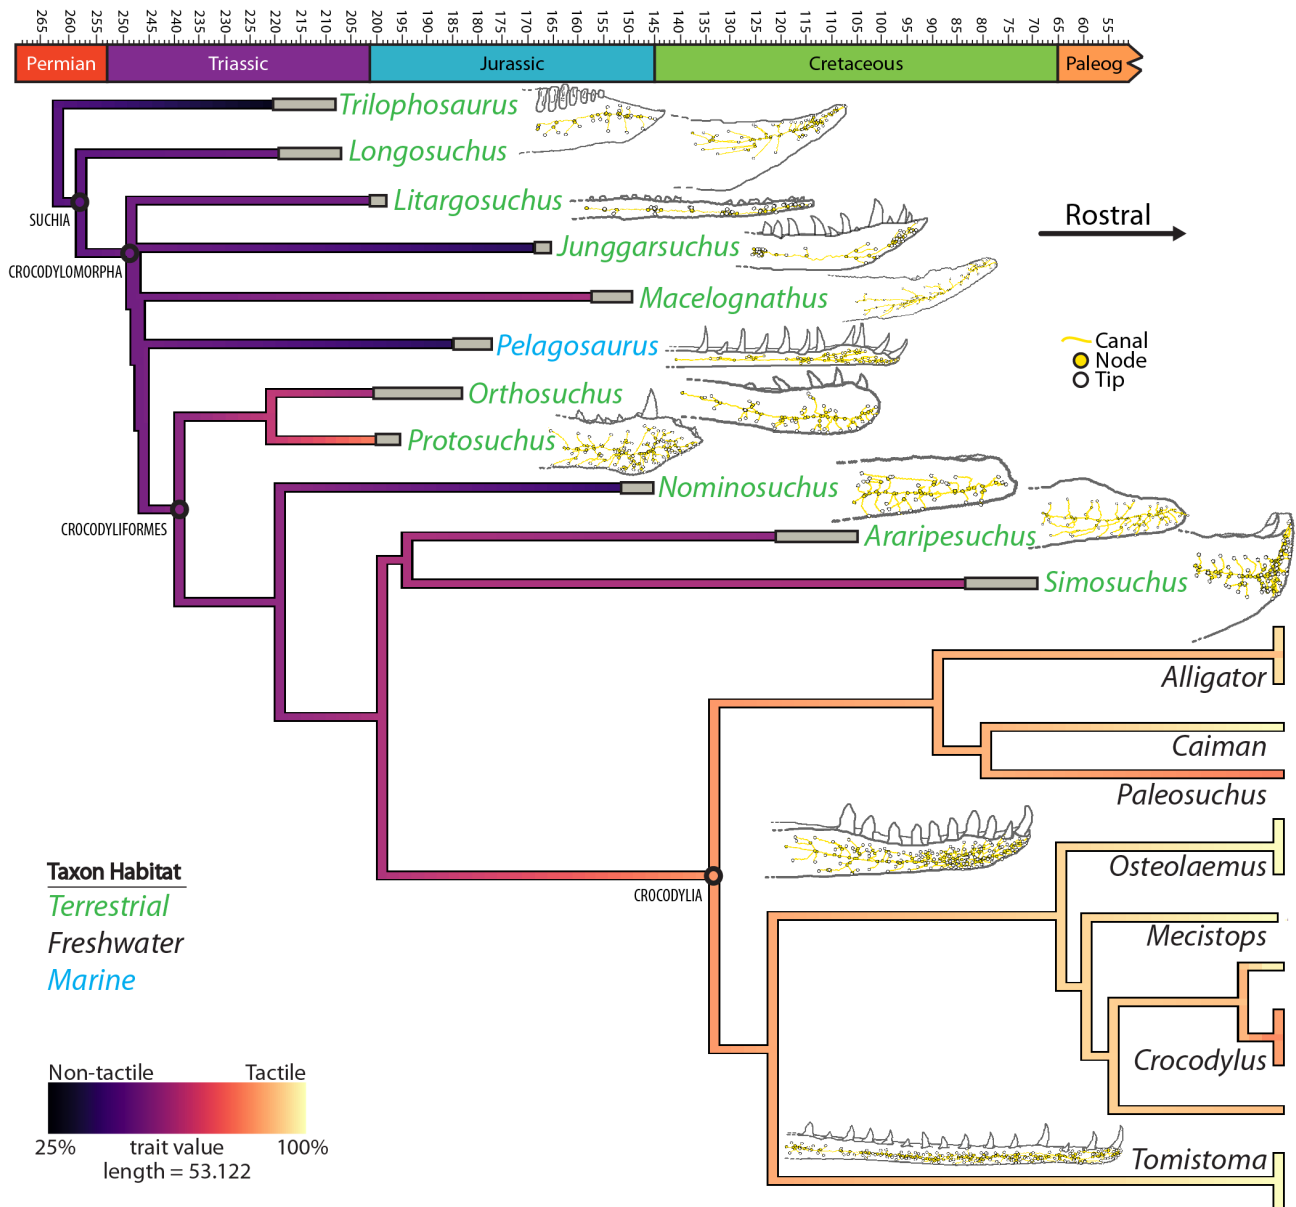 265 260 255 250 245 240 235 230 225 220 215 210 205 200 195 190 185 180 175 170 165 160 155 150 145 140 135 130 125 120 115 110 105 100 95 90 85 80 75 70 65 60 55
Permian Triassic Jurassic Cretaceous Paleog
Trilophosaurus
Longosuchus
Litargosuchus
SUCHIA
Rostral
Junggarsuchus
CROCODYLOMORPHA
Macelognathus
Canal
Pelagosaurus
Node
Tip
Orthosuchus
Protosuchus
Nominosuchus
CROCODYLIFORMES
Araripesuchus
Simosuchus
Alligator
Caiman
Paleosuchus
Osteolaemus
CROCODYLIA
Mecistops
Crocodylus
Tomistoma
Taxon Habitat
Terrestrial
Freshwater
Marine
Non-tactile Tactile
25% trait value 100%
length = 53.122